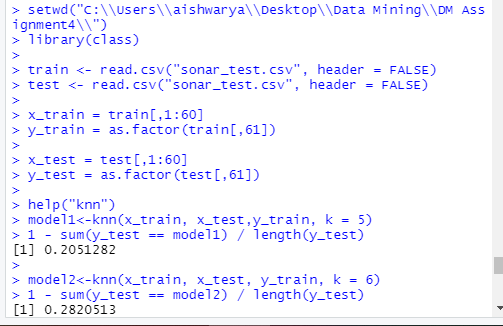 > setwd("C:\\Users\\aishwarya\\Desktop\\Data Mining\\DM Ass
ignment4\\")
> library(class)
>
> train <- read.csv("sonar_test.csv", header = FALSE)
> test <- read.csv("sonar_test.csv", header = FALSE)
>
> x_train = train[,1:60]
> y_train = as.factor(train[,61])
>
> x_test = test[,1:60]
> y_test = as.factor(test[,61])
>
> help("knn")
> model1<-knn(x_train, x_test,y_train, k = 5)
> 1 - sum(y_test == model1) / length(y_test)
[1] 0.2051282
>
> model2<-knn(x_train, x_test, y_train, k = 6)
> 1 - sum(y_test == model2) / length(y_test)
[1] 0.2820513